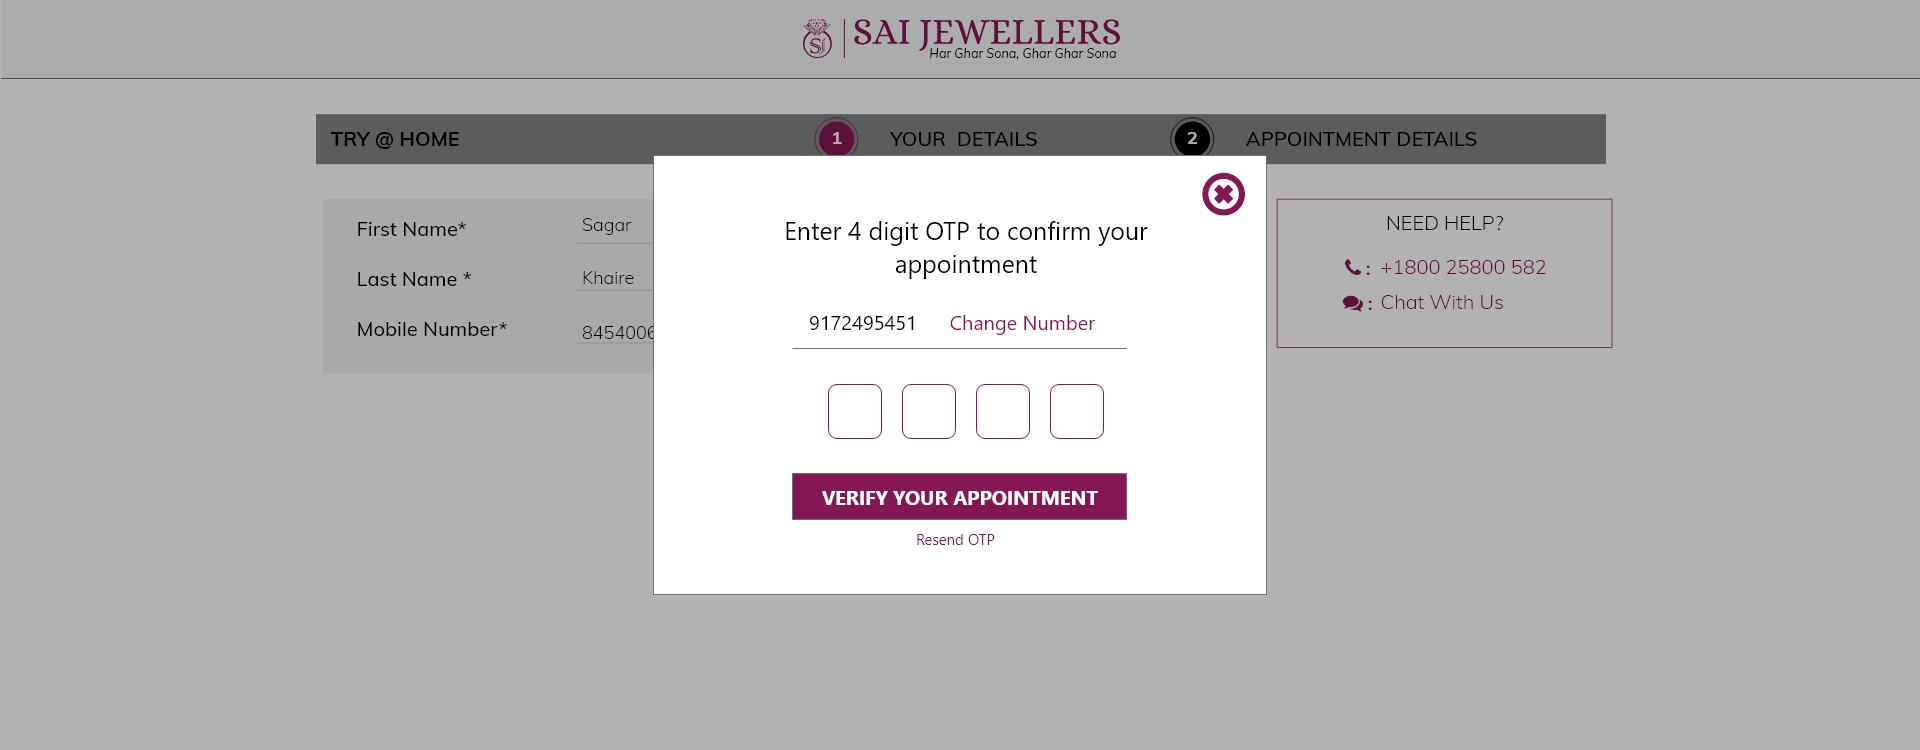 SAI JEWELLERS
Har Ghar Sona, Ghar Ghar Sona
TRY @ HOME 1 YOUR DETAILS 2 APPOINTMENT DETAILS
First Name* Sagar
Last Name * Khaire
Mobile Number* 8454006
Enter 4 digit OTP to confirm your
appointment
9172495451 Change Number
VERIFY YOUR APPOINTMENT
Resend OTP
NEED HELP?
: +1800 25800 582
: Chat With Us